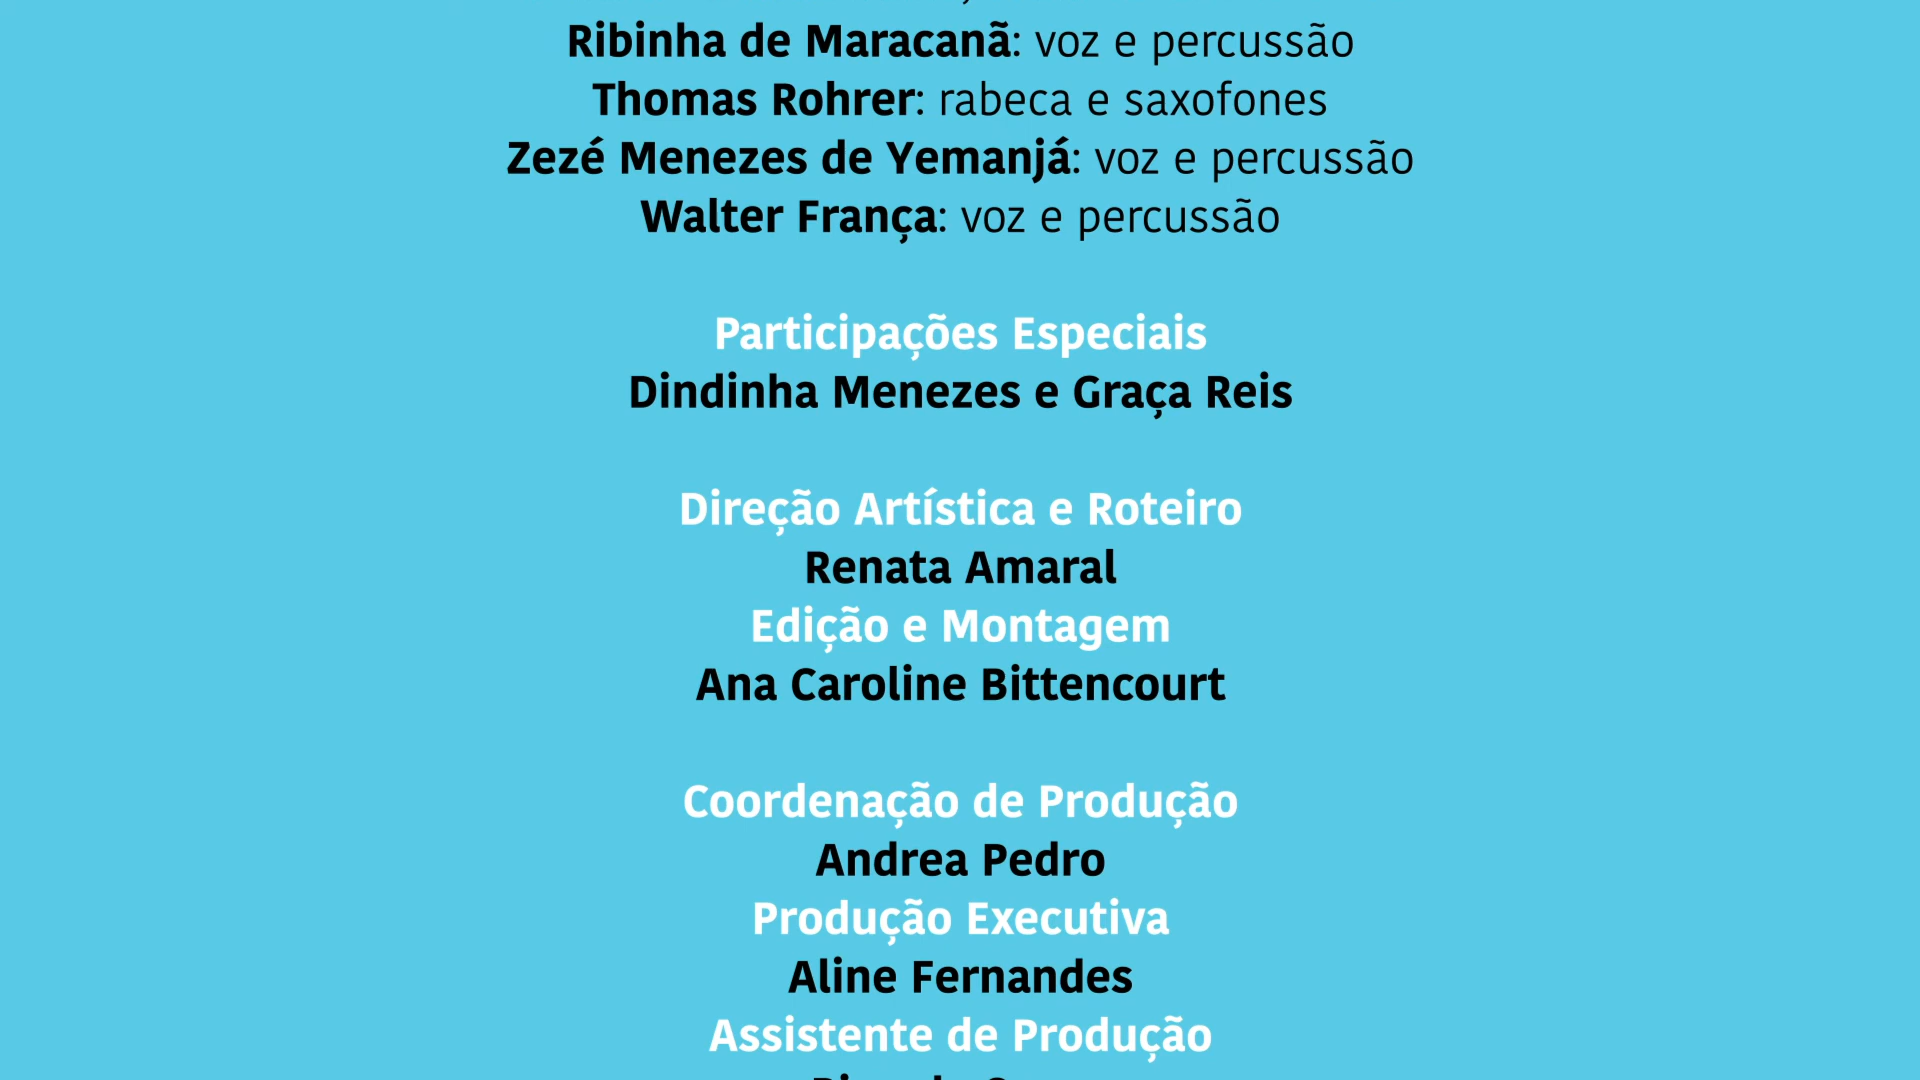 Ribinha de Maracanã: voz e percussão
Thomas Rohrer: rabeca e saxofones
Zezé Menezes de Yemanjá: voz e percussão
Walter França: voz e percussão
Participações Especiais
Dindinha Menezes e Graça Reis
Direção Artística e Roteiro
Renata Amaral
Edição e Montagem
Ana Caroline Bittencourt
Coordenação de Produção
Andrea Pedro
Produção Executiva
Aline Fernandes
Assistente de Produção